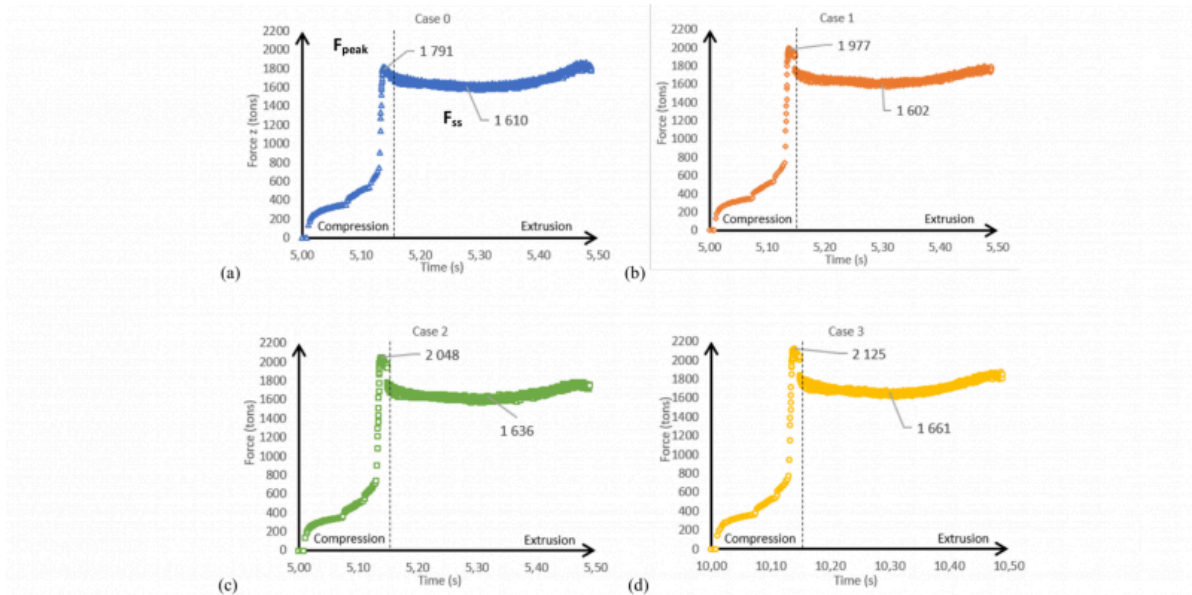 Case 0
2200
2000
1800
1600
1400
1200
1000
800
600
400
200
0
Force z (tons)
F_peak
1 791
F_ss
1 610
Compression
Extrusion
5,00 5,10 5,20 5,30 5,40 5,50
Time (s)
(a)
Case 1
2200
2000
1800
1600
1400
1200
1000
800
600
400
200
0
Force (tons)
1 977
1 602
Compression
Extrusion
5,00 5,10 5,20 5,30 5,40 5,50
Time (s)
(b)
Case 2
2200
2000
1800
1600
1400
1200
1000
800
600
400
200
0
Force (tons)
2 048
1 636
Compression
Extrusion
5,00 5,10 5,20 5,30 5,40 5,50
Time (s)
(c)
Case 3
2200
2000
1800
1600
1400
1200
1000
800
600
400
200
0
Force (tons)
2 125
1 661
Compression
Extrusion
10,00 10,10 10,20 10,30 10,40 10,50
Time (s)
(d)